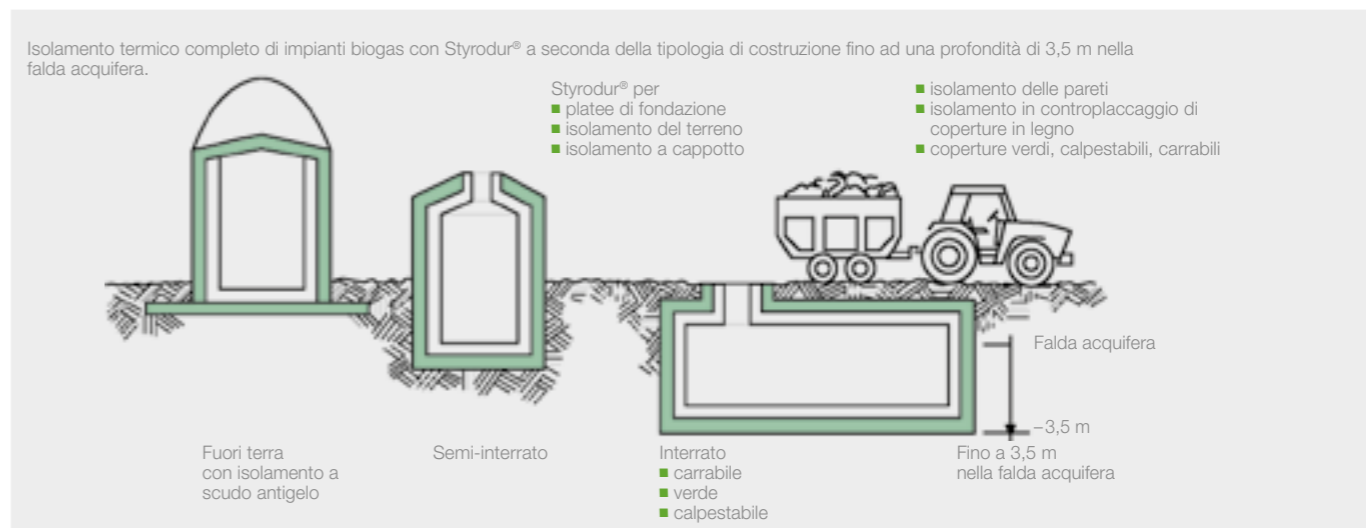 Isolamento termico completo di impianti biogas con Styrodur® a seconda della tipologia di costruzione fino ad una profondità di 3,5 m nella
falda acquifera.
Styrodur® per
■ platee di fondazione
■ isolamento del terreno
■ isolamento a cappotto
■ isolamento delle pareti
■ isolamento in controplaccaggio di
coperture in legno
■ coperture verdi, calpestabili, carrabili
Falda acquifera
–3,5 m
Fuori terra
con isolamento a
scudo antigelo
Semi-interrato
Interrato
■ carrabile
■ verde
■ calpestabile
Fino a 3,5 m
nella falda acquifera